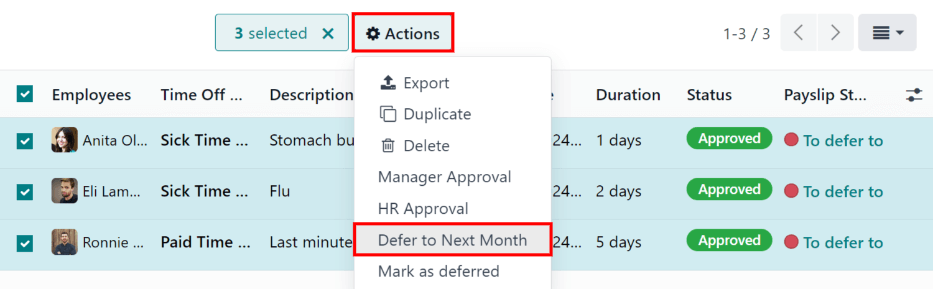 3 selected × Actions 1-3 / 3
Export
Employees Time Off ... Description Duration Status Payslip St...
Duplicate
Anita Ol... Sick Time ... Stomach bu 24... 1 days Approved To defer to
Delete
Manager Approval
Eli Lam... Sick Time ... Flu 24... 2 days Approved To defer to
HR Approval
Ronnie ... Paid Time ... Last minute 24... 5 days Approved To defer to
Defer to Next Month
Mark as deferred